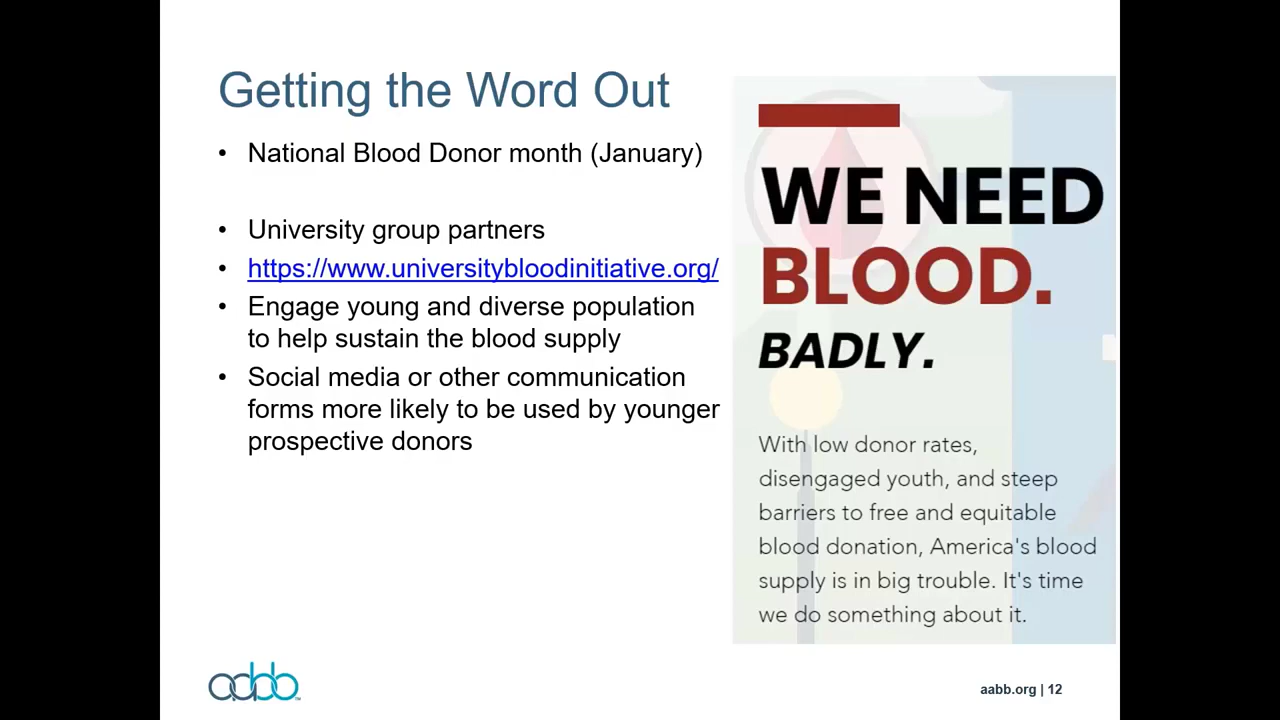 Getting the Word Out
• National Blood Donor month (January)
• University group partners
• https://www.universitybloodinitiative.org/
• Engage young and diverse population
to help sustain the blood supply
• Social media or other communication
forms more likely to be used by younger
prospective donors
WE NEED
BLOOD.
BADLY.
With low donor rates,
disengaged youth, and steep
barriers to free and equitable
blood donation, America's blood
supply is in big trouble. It's time
we do something about it.
aabb™
aabb.org | 12